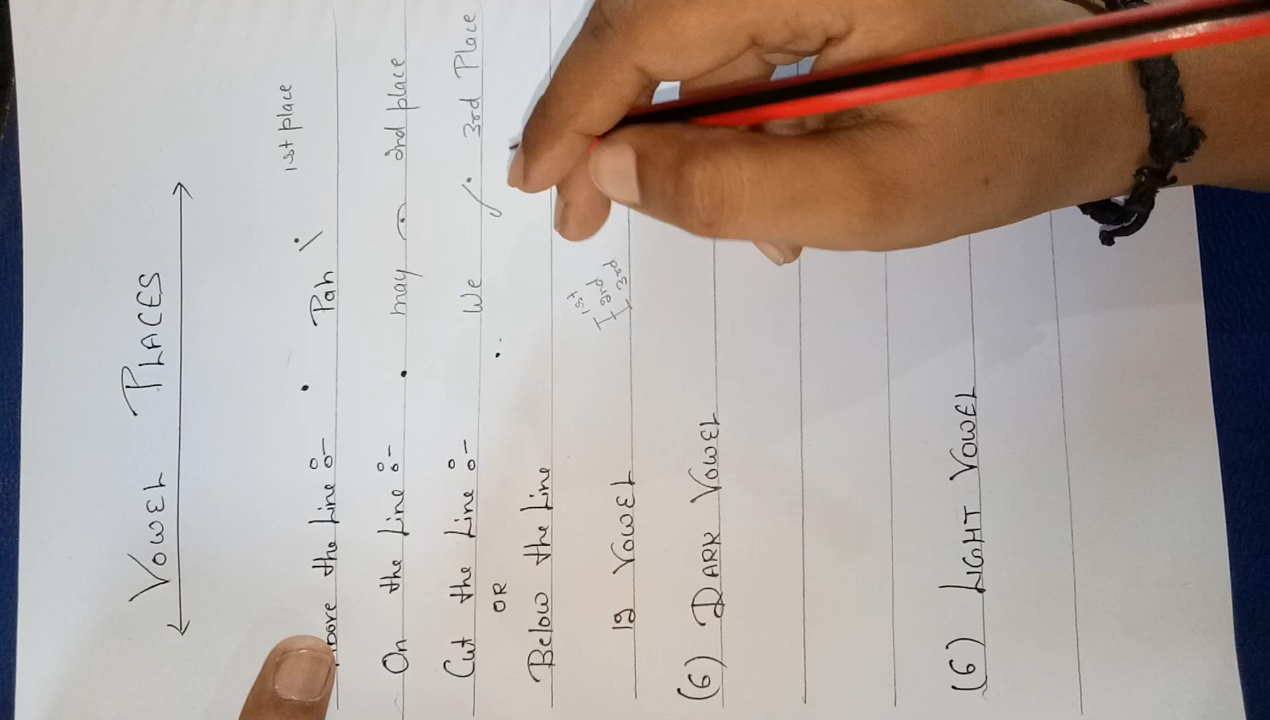 VOWEL PLACES
Above the Line :- Pah 1st place
On the Line :- may 2nd place
Cut the Line :- We 3rd Place
OR
Below the Line
1st
2nd
3rd
12 VOWEL
(6) DARK VOWEL
(6) LIGHT VOWEL